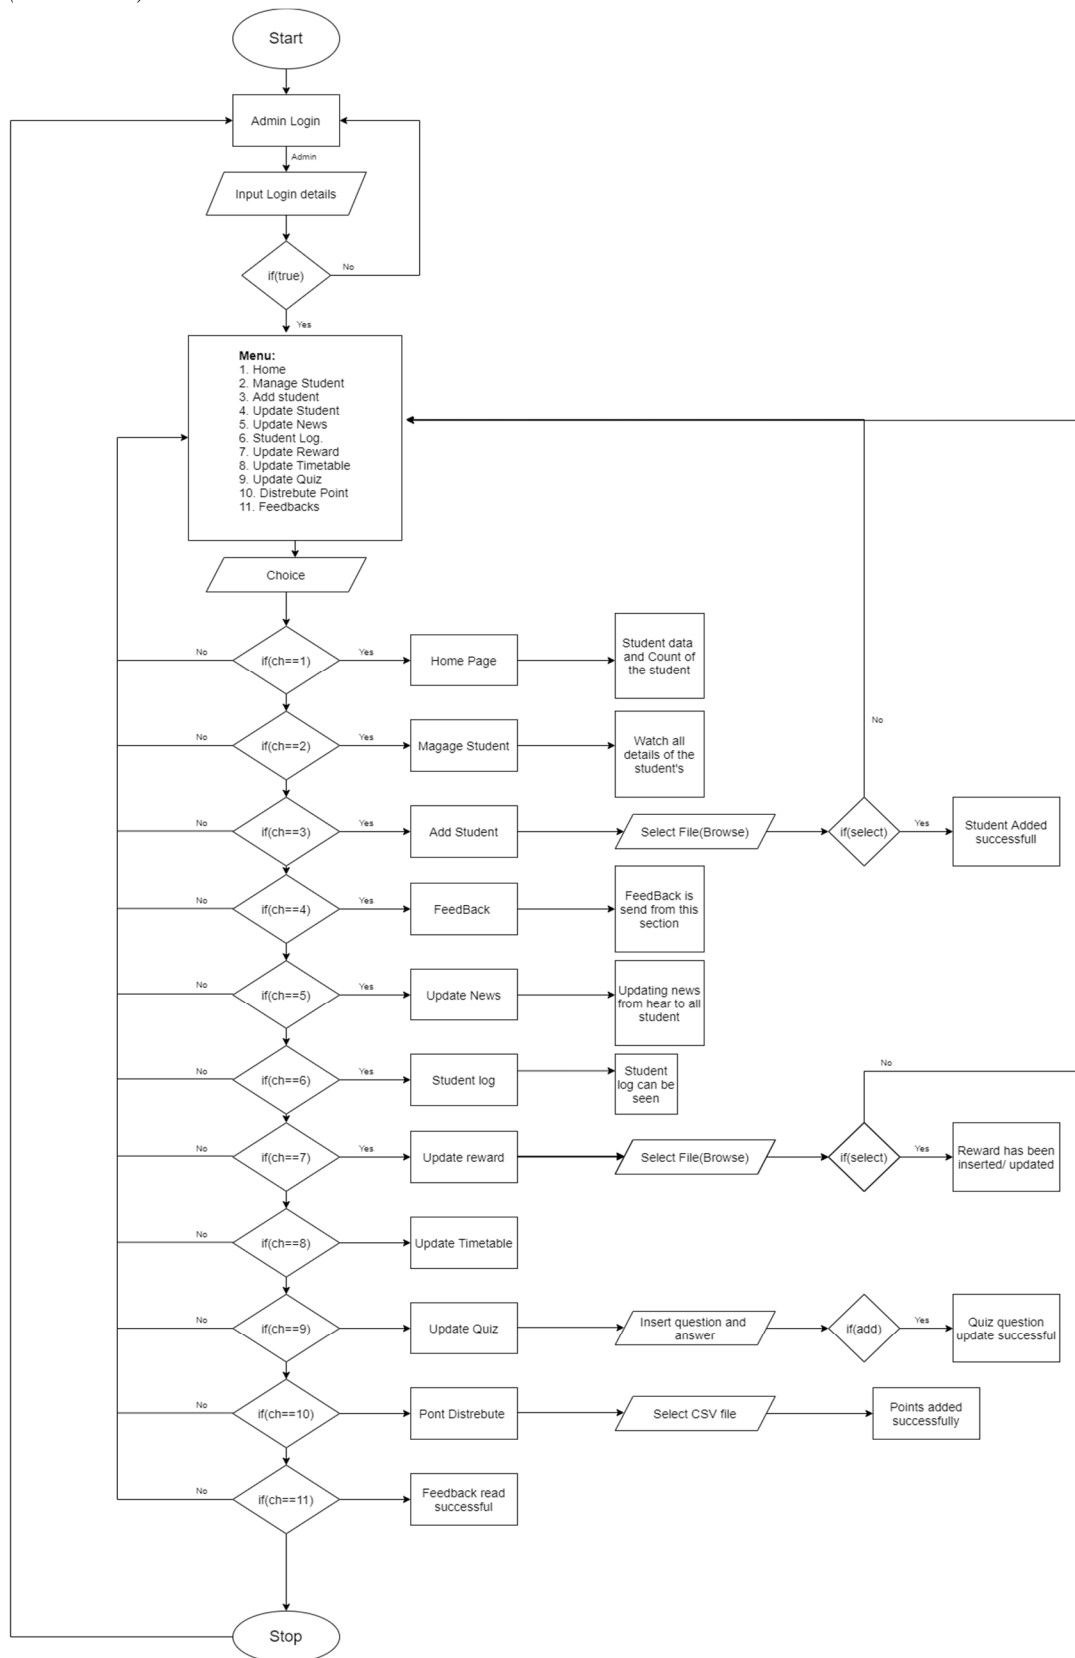 Start
Admin Login
Admin
Input Login details
if(true)
No
Yes
Menu:
1. Home
2. Manage Student
3. Add student
4. Update Student
5. Update News
6. Student Log.
7. Update Reward
8. Update Timetable
9. Update Quiz
10. Distrebute Point
11. Feedbacks
Choice
No
if(ch==1)
Yes
Home Page
Student data
and Count of
the student
No
if(ch==2)
Yes
Magage Student
Watch all
details of the
student's
No
No
if(ch==3)
Yes
Add Student
Select File(Browse)
if(select)
Yes
Student Added
successfull
No
if(ch==4)
Yes
FeedBack
FeedBack is
send from this
section
No
if(ch==5)
Yes
Update News
Updating news
from hear to all
student
No
if(ch==6)
Yes
Student log
Student
log can be
seen
No
No
if(ch==7)
Yes
Update reward
Select File(Browse)
if(select)
Yes
Reward has been
inserted/ updated
No
if(ch==8)
Update Timetable
No
if(ch==9)
Update Quiz
Insert question and
answer
if(add)
Yes
Quiz question
update successful
No
if(ch==10)
Pont Distrebute
Select CSV file
Points added
successfully
No
if(ch==11)
Feedback read
successful
Stop